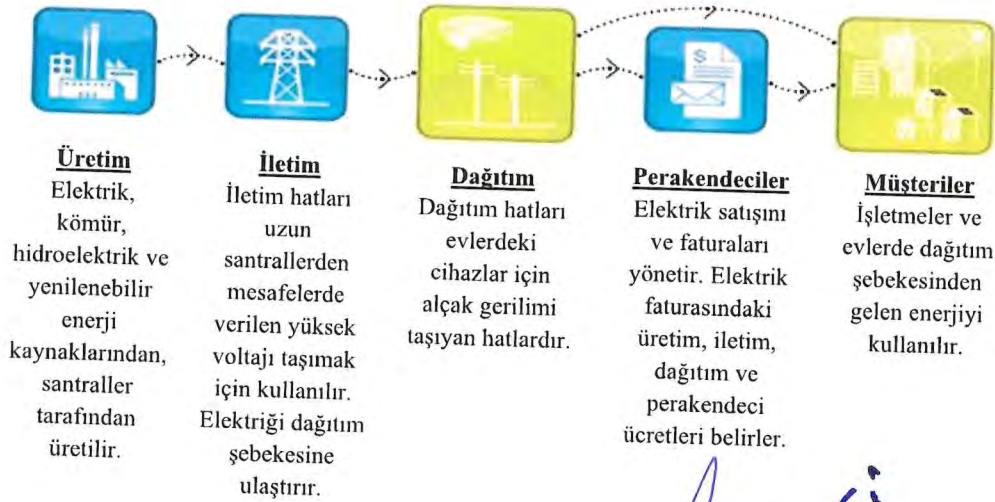 $
Üretim
Elektrik,
kömür,
hidroelektrik ve
yenilenebilir
enerji
kaynaklarından,
santraller
tarafından
üretilir.
İletim
İletim hatları
uzun
santrallerden
mesafelerde
verilen yüksek
voltajı taşımak
için kullanılır.
Elektriği dağıtım
şebekesine
ulaştırır.
Dağıtım
Dağıtım hatları
evlerdeki
cihazlar için
alçak gerilimi
taşıyan hatlardır.
Perakendeciler
Elektrik satışını
ve faturaları
yönetir. Elektrik
faturasındaki
üretim, iletim,
dağıtım ve
perakendeci
ücretleri belirler.
Müşteriler
İşletmeler ve
evlerde dağıtım
şebekesinden
gelen enerjiyi
kullanılır.